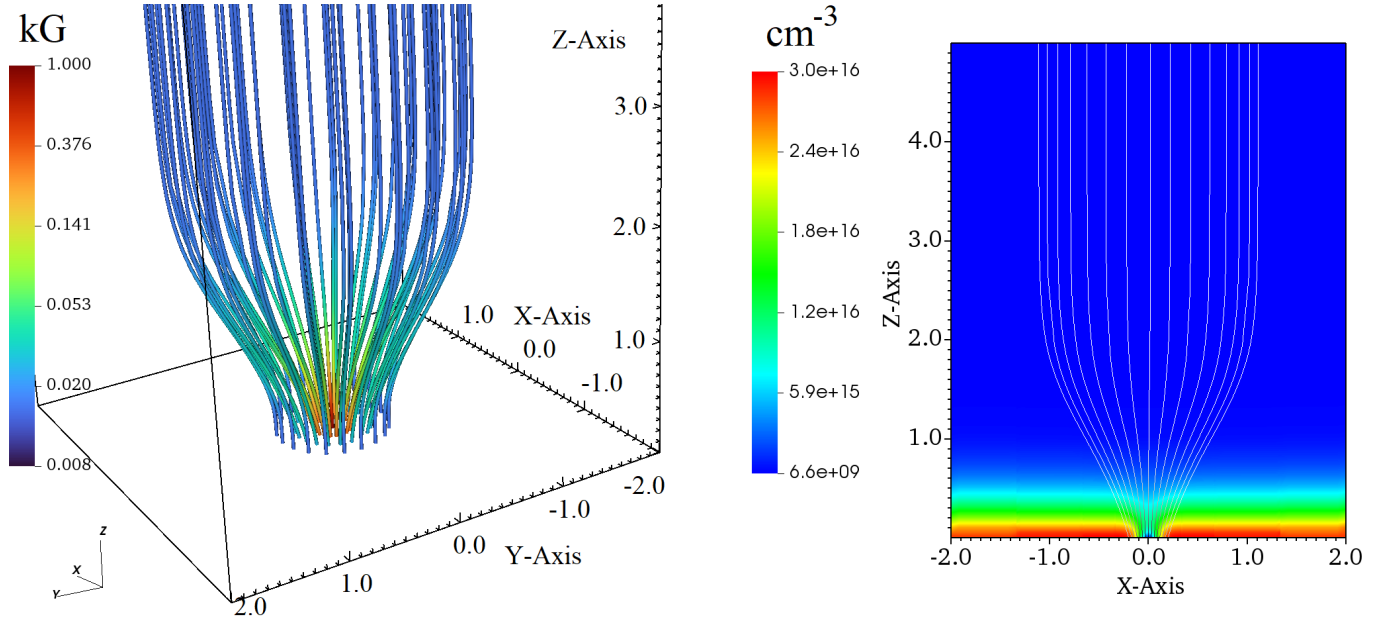 kG
1.000
0.376
0.141
0.053
0.020
0.008
Z-Axis
3.0
2.0
1.0
X-Axis
1.0
0.0
-1.0
-2.0
-1.0
0.0
1.0
2.0
Y-Axis
Z
X
Y
cm-3
3.0e+16
2.4e+16
1.8e+16
1.2e+16
5.9e+15
6.6e+09
Z-Axis
4.0
3.0
2.0
1.0
-2.0 -1.0 0.0 1.0 2.0
X-Axis